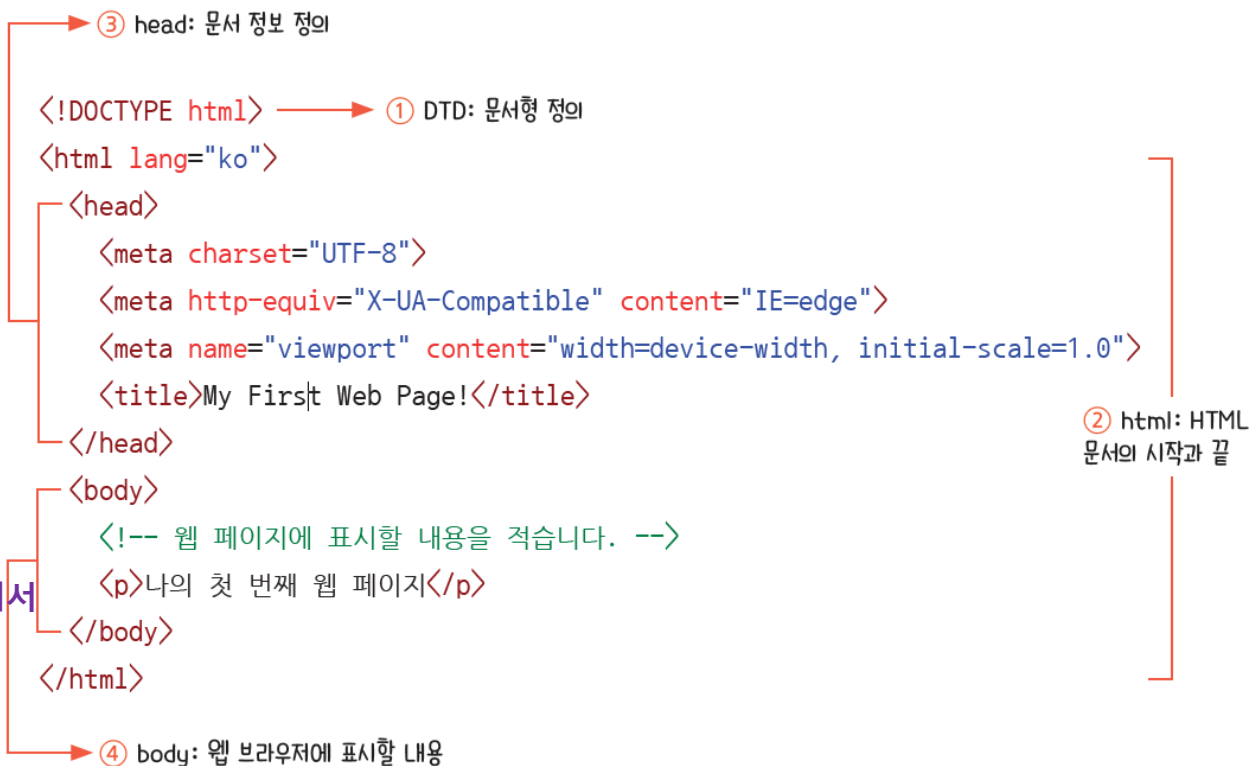 ③ head: 문서 정보 정의
<!DOCTYPE html> ① DTD: 문서형 정의
<html lang="ko">
<head>
<meta charset="UTF-8">
<meta http-equiv="X-UA-Compatible" content="IE=edge">
<meta name="viewport" content="width=device-width, initial-scale=1.0">
<title>My First Web Page!</title>
</head>
② html: HTML
문서의 시작과 끝
<body>
<!-- 웹 페이지에 표시할 내용을 적습니다. -->
<p>나의 첫 번째 웹 페이지</p>
서
</body>
</html>
④ body: 웹 브라우저에 표시할 내용